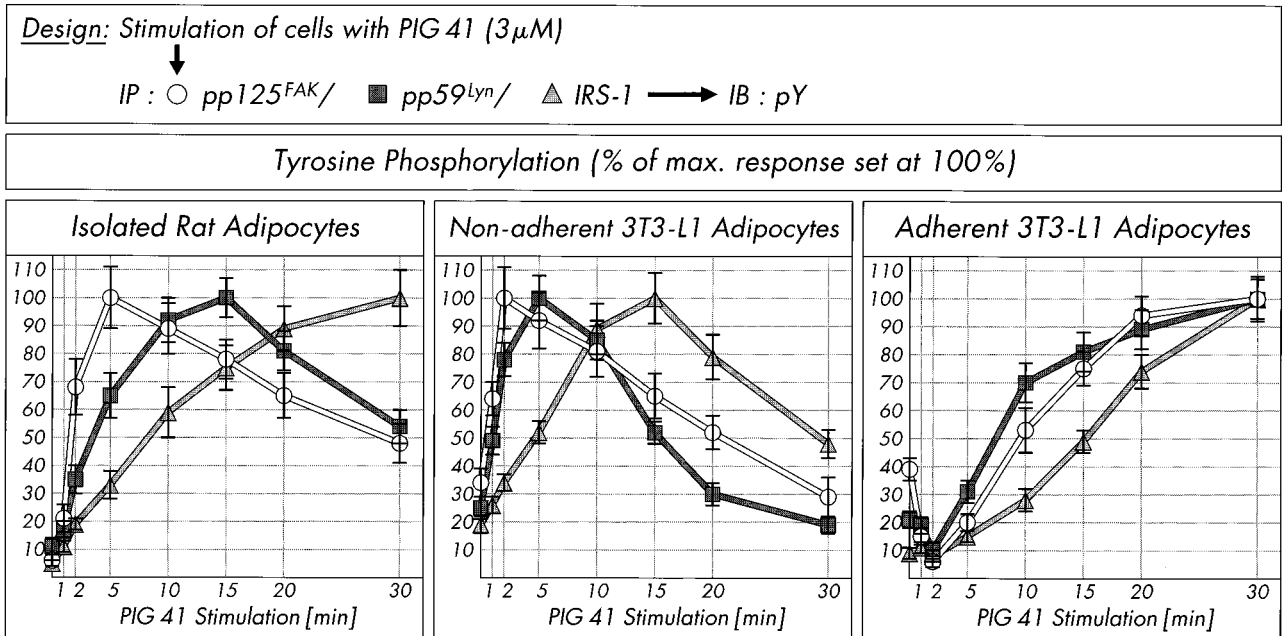 Design: Stimulation of cells with PIG 41 (3μM)
IP : ○ pp125FAK/ ■ pp59Lyn/ ▲ IRS-1 → IB : pY
Tyrosine Phosphorylation (% of max. response set at 100%)
Isolated Rat Adipocytes
110
100
90
80
70
60
50
40
30
20
10
1 2 5 10 15 20 30
PIG 41 Stimulation [min]
Non-adherent 3T3-L1 Adipocytes
110
100
90
80
70
60
50
40
30
20
10
1 2 5 10 15 20 30
PIG 41 Stimulation [min]
Adherent 3T3-L1 Adipocytes
110
100
90
80
70
60
50
40
30
20
10
1 2 5 10 15 20 30
PIG 41 Stimulation [min]